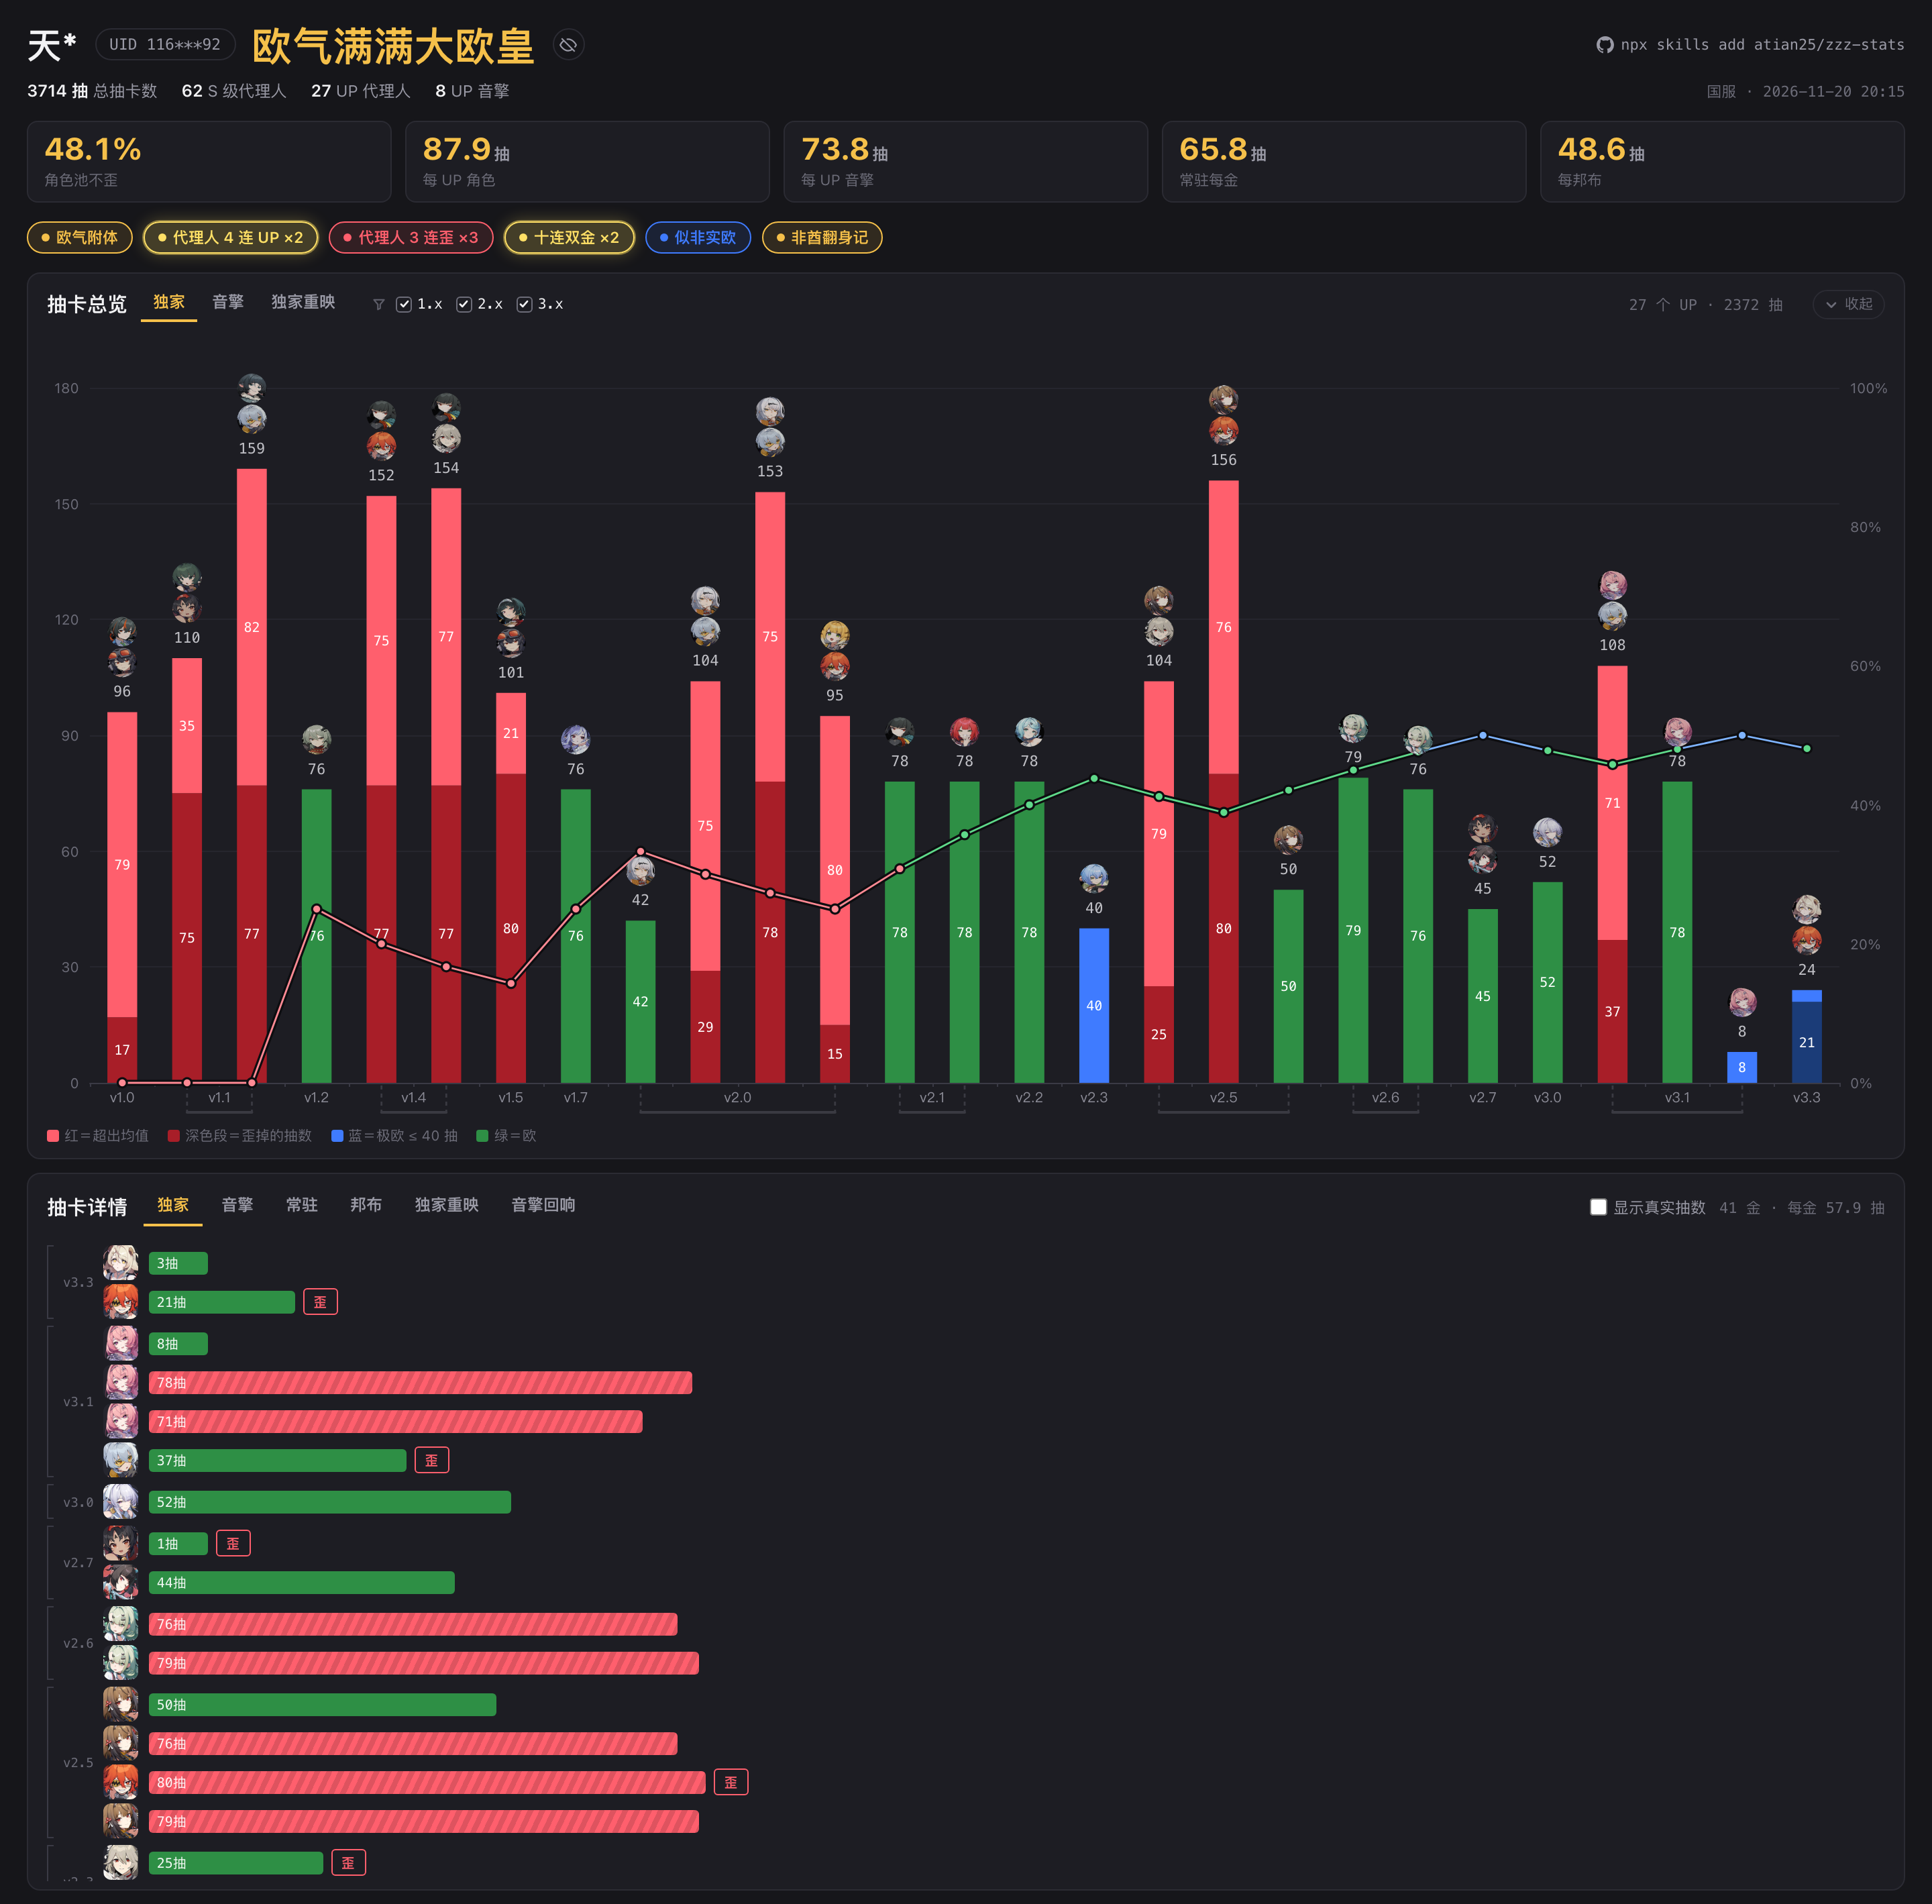 天* UID 116***92 欧气满满大欧皇 npx skills add atian25/zzz-stats
3714 抽 总抽卡数 62 S 级代理人 27 UP 代理人 8 UP 音擎 国服 · 2026-11-20 20:15
48.1% 87.9抽 73.8抽 65.8抽 48.6抽
角色池不歪 每 UP 角色 每 UP 音擎 常驻每金 每邦布
欧气附体 代理人 4 连 UP ×2 代理人 3 连歪 ×3 十连双金 ×2 似非实欧 非酋翻身记
抽卡总览 独家 音擎 独家重映 1.x 2.x 3.x 27 个 UP · 2372 抽 收起
180 100%
159
156
154
153
152
150
80%
82 75 77 75 76
120
110
108
104 104
101
96
95
60%
90
35 21 75 80 79 71
76 76 78 78 78 79 76 78
79
60 40%
42 40 50 45 52
75 77 76 77 77 80 76 78 78 78 78 80 79 76 78
30 20%
24
17 42 29 15 40 25 50 45 52 37 8 21
8
0 0%
v1.0 v1.1 v1.2 v1.4 v1.5 v1.7 v2.0 v2.1 v2.2 v2.3 v2.5 v2.6 v2.7 v3.0 v3.1 v3.3
红=超出均值 深色段=歪掉的抽数 蓝=极欧 ≤ 40 抽 绿=欧
抽卡详情 独家 音擎 常驻 邦布 独家重映 音擎回响 显示真实抽数 41 金 · 每金 57.9 抽
v3.3
3抽
21抽 歪
v3.1
8抽
78抽
71抽
37抽 歪
v3.0 52抽
v2.7
1抽 歪
44抽
v2.6
76抽
79抽
v2.5
50抽
76抽
80抽 歪
79抽
25抽 歪